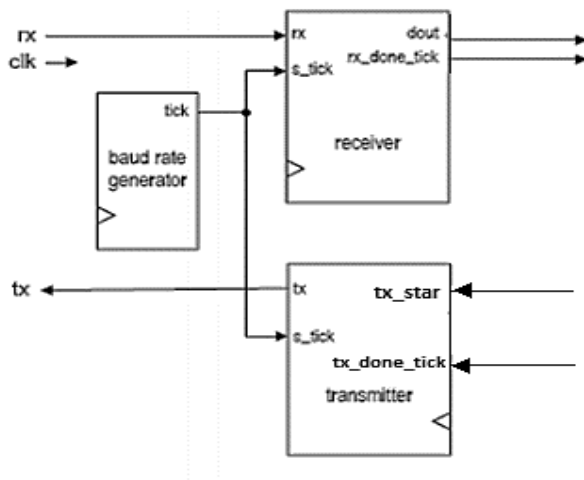 rx
clk
rx
dout
rx_done_tick
s_tick
receiver
tick
baud rate
generator
tx
tx
tx_star
s_tick
tx_done_tick
transmitter